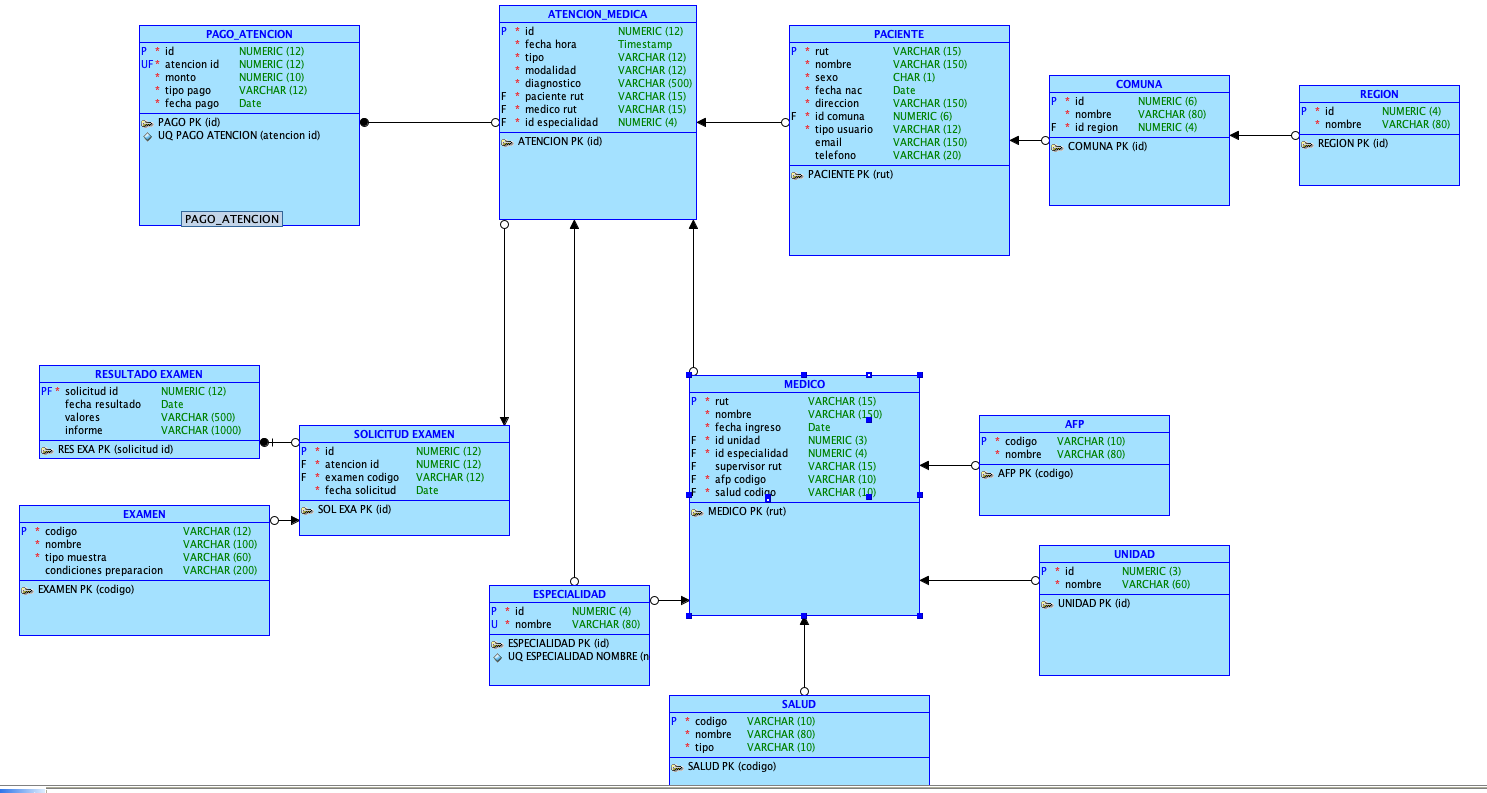 PAGO_ATENCION
P * id NUMERIC (12)
UF * atencion id NUMERIC (12)
* monto NUMERIC (10)
* tipo pago VARCHAR (12)
* fecha pago Date
PAGO PK (id)
UQ PAGO ATENCION (atencion id)
PAGO_ATENCION
ATENCION_MEDICA
P * id NUMERIC (12)
* fecha hora Timestamp
* tipo VARCHAR (12)
* modalidad VARCHAR (12)
* diagnostico VARCHAR (500)
F * paciente rut VARCHAR (15)
F * medico rut VARCHAR (15)
F * id especialidad NUMERIC (4)
ATENCION PK (id)
PACIENTE
P * rut VARCHAR (15)
* nombre VARCHAR (150)
* sexo CHAR (1)
* fecha nac Date
* direccion VARCHAR (150)
F * id comuna NUMERIC (6)
* tipo usuario VARCHAR (12)
email VARCHAR (150)
telefono VARCHAR (20)
PACIENTE PK (rut)
COMUNA
P * id NUMERIC (6)
* nombre VARCHAR (80)
F * id region NUMERIC (4)
COMUNA PK (id)
REGION
P * id NUMERIC (4)
* nombre VARCHAR (80)
REGION PK (id)
RESULTADO EXAMEN
PF * solicitud id NUMERIC (12)
fecha resultado Date
valores VARCHAR (500)
informe VARCHAR (1000)
RES EXA PK (solicitud id)
SOLICITUD EXAMEN
P * id NUMERIC (12)
F * atencion id NUMERIC (12)
F * examen codigo VARCHAR (12)
* fecha solicitud Date
SOL EXA PK (id)
EXAMEN
P * codigo VARCHAR (12)
* nombre VARCHAR (100)
* tipo muestra VARCHAR (60)
condiciones preparacion VARCHAR (200)
EXAMEN PK (codigo)
MEDICO
P * rut VARCHAR (15)
* nombre VARCHAR (150)
* fecha ingreso Date
F * id unidad NUMERIC (3)
F * id especialidad NUMERIC (4)
F supervisor rut VARCHAR (15)
F * afp codigo VARCHAR (10)
F * salud codigo VARCHAR (10)
MEDICO PK (rut)
AFP
P * codigo VARCHAR (10)
* nombre VARCHAR (80)
AFP PK (codigo)
UNIDAD
P * id NUMERIC (3)
* nombre VARCHAR (60)
UNIDAD PK (id)
ESPECIALIDAD
P * id NUMERIC (4)
U * nombre VARCHAR (80)
ESPECIALIDAD PK (id)
UQ ESPECIALIDAD NOMBRE (n
SALUD
P * codigo VARCHAR (10)
* nombre VARCHAR (80)
* tipo VARCHAR (10)
SALUD PK (codigo)